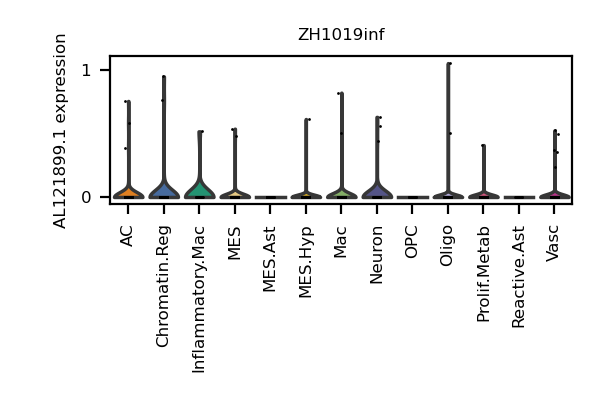 ZH1019inf
AL121899.1 expression
1
0
AC
Chromatin.Reg
Inflammatory.Mac
MES
MES.Ast
MES.Hyp
Mac
Neuron
OPC
Oligo
Prolif.Metab
Reactive.Ast
Vasc